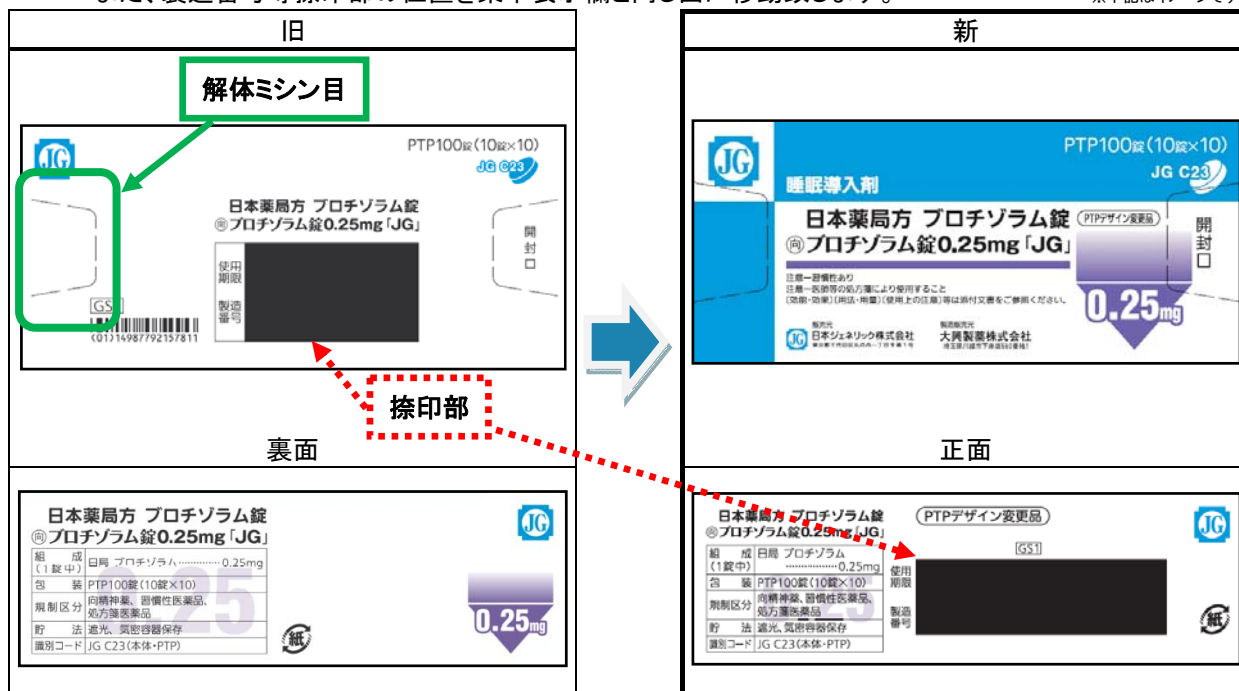 旧
解体ミシン目
JG
PTP100錠(10錠×10)
JG C23
日本薬局方 ブロチゾラム錠
㊀ブロチゾラム錠0.25mg「JG」
使用
期限
製造
番号
開封口
GS1
(01)14987792157811
捺印部
裏面
日本薬局方 ブロチゾラム錠
向ブロチゾラム錠0.25mg「JG」
JG
組成
(1錠中)
日局 ブロチゾラム…………0.25mg
包装 PTP100錠(10錠×10)
規制区分 向精神薬、習慣性医薬品、
処方箋医薬品
貯法 遮光、気密容器保存
識別コード JG C23(本体・PTP)
紙
0.25mg
新
JG
PTP100錠(10錠×10)
JG C23
睡眠導入剤
日本薬局方 ブロチゾラム錠
PTPデザイン変更品
向ブロチゾラム錠0.25mg「JG」
開封口
注意-習慣性あり
注意-医師等の処方箋により使用すること
(効能・効果)(用法・用量)(使用上の注意)等は添付文書をご参照ください。
0.25mg
販売元
JG 日本ジェネリック株式会社
製造販売元
大興製薬株式会社
正面
日本薬局方 ブロチゾラム錠
向ブロチゾラム錠0.25mg「JG」
PTPデザイン変更品
JG
GS1
組成
(1錠中)
日局 ブロチゾラム
…………0.25mg
包装 PTP100錠(10錠×10)
規制区分 向精神薬、習慣性医薬品、
処方箋医薬品
貯法 遮光、気密容器保存
識別コード JG C23(本体・PTP)
使用
期限
製造
番号
紙